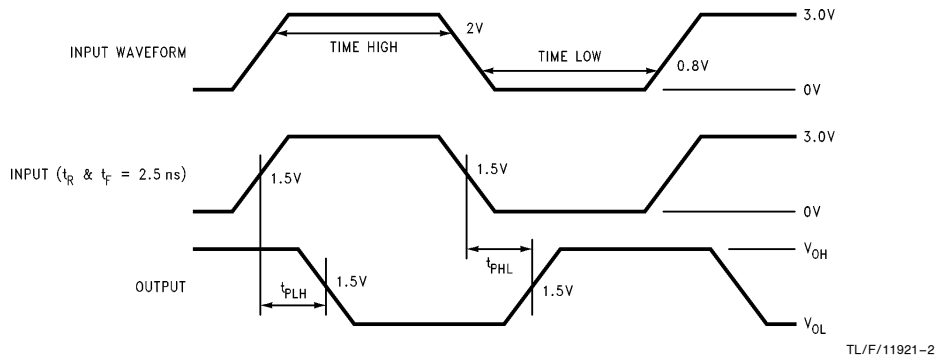 3.0V
2V
TIME HIGH
INPUT WAVEFORM
TIME LOW
0.8V
0V
3.0V
INPUT (tR & tF = 2.5 ns)
1.5V
1.5V
0V
VOH
tPHL
OUTPUT
tPLH
1.5V
1.5V
VOL
TL/F/11921-2